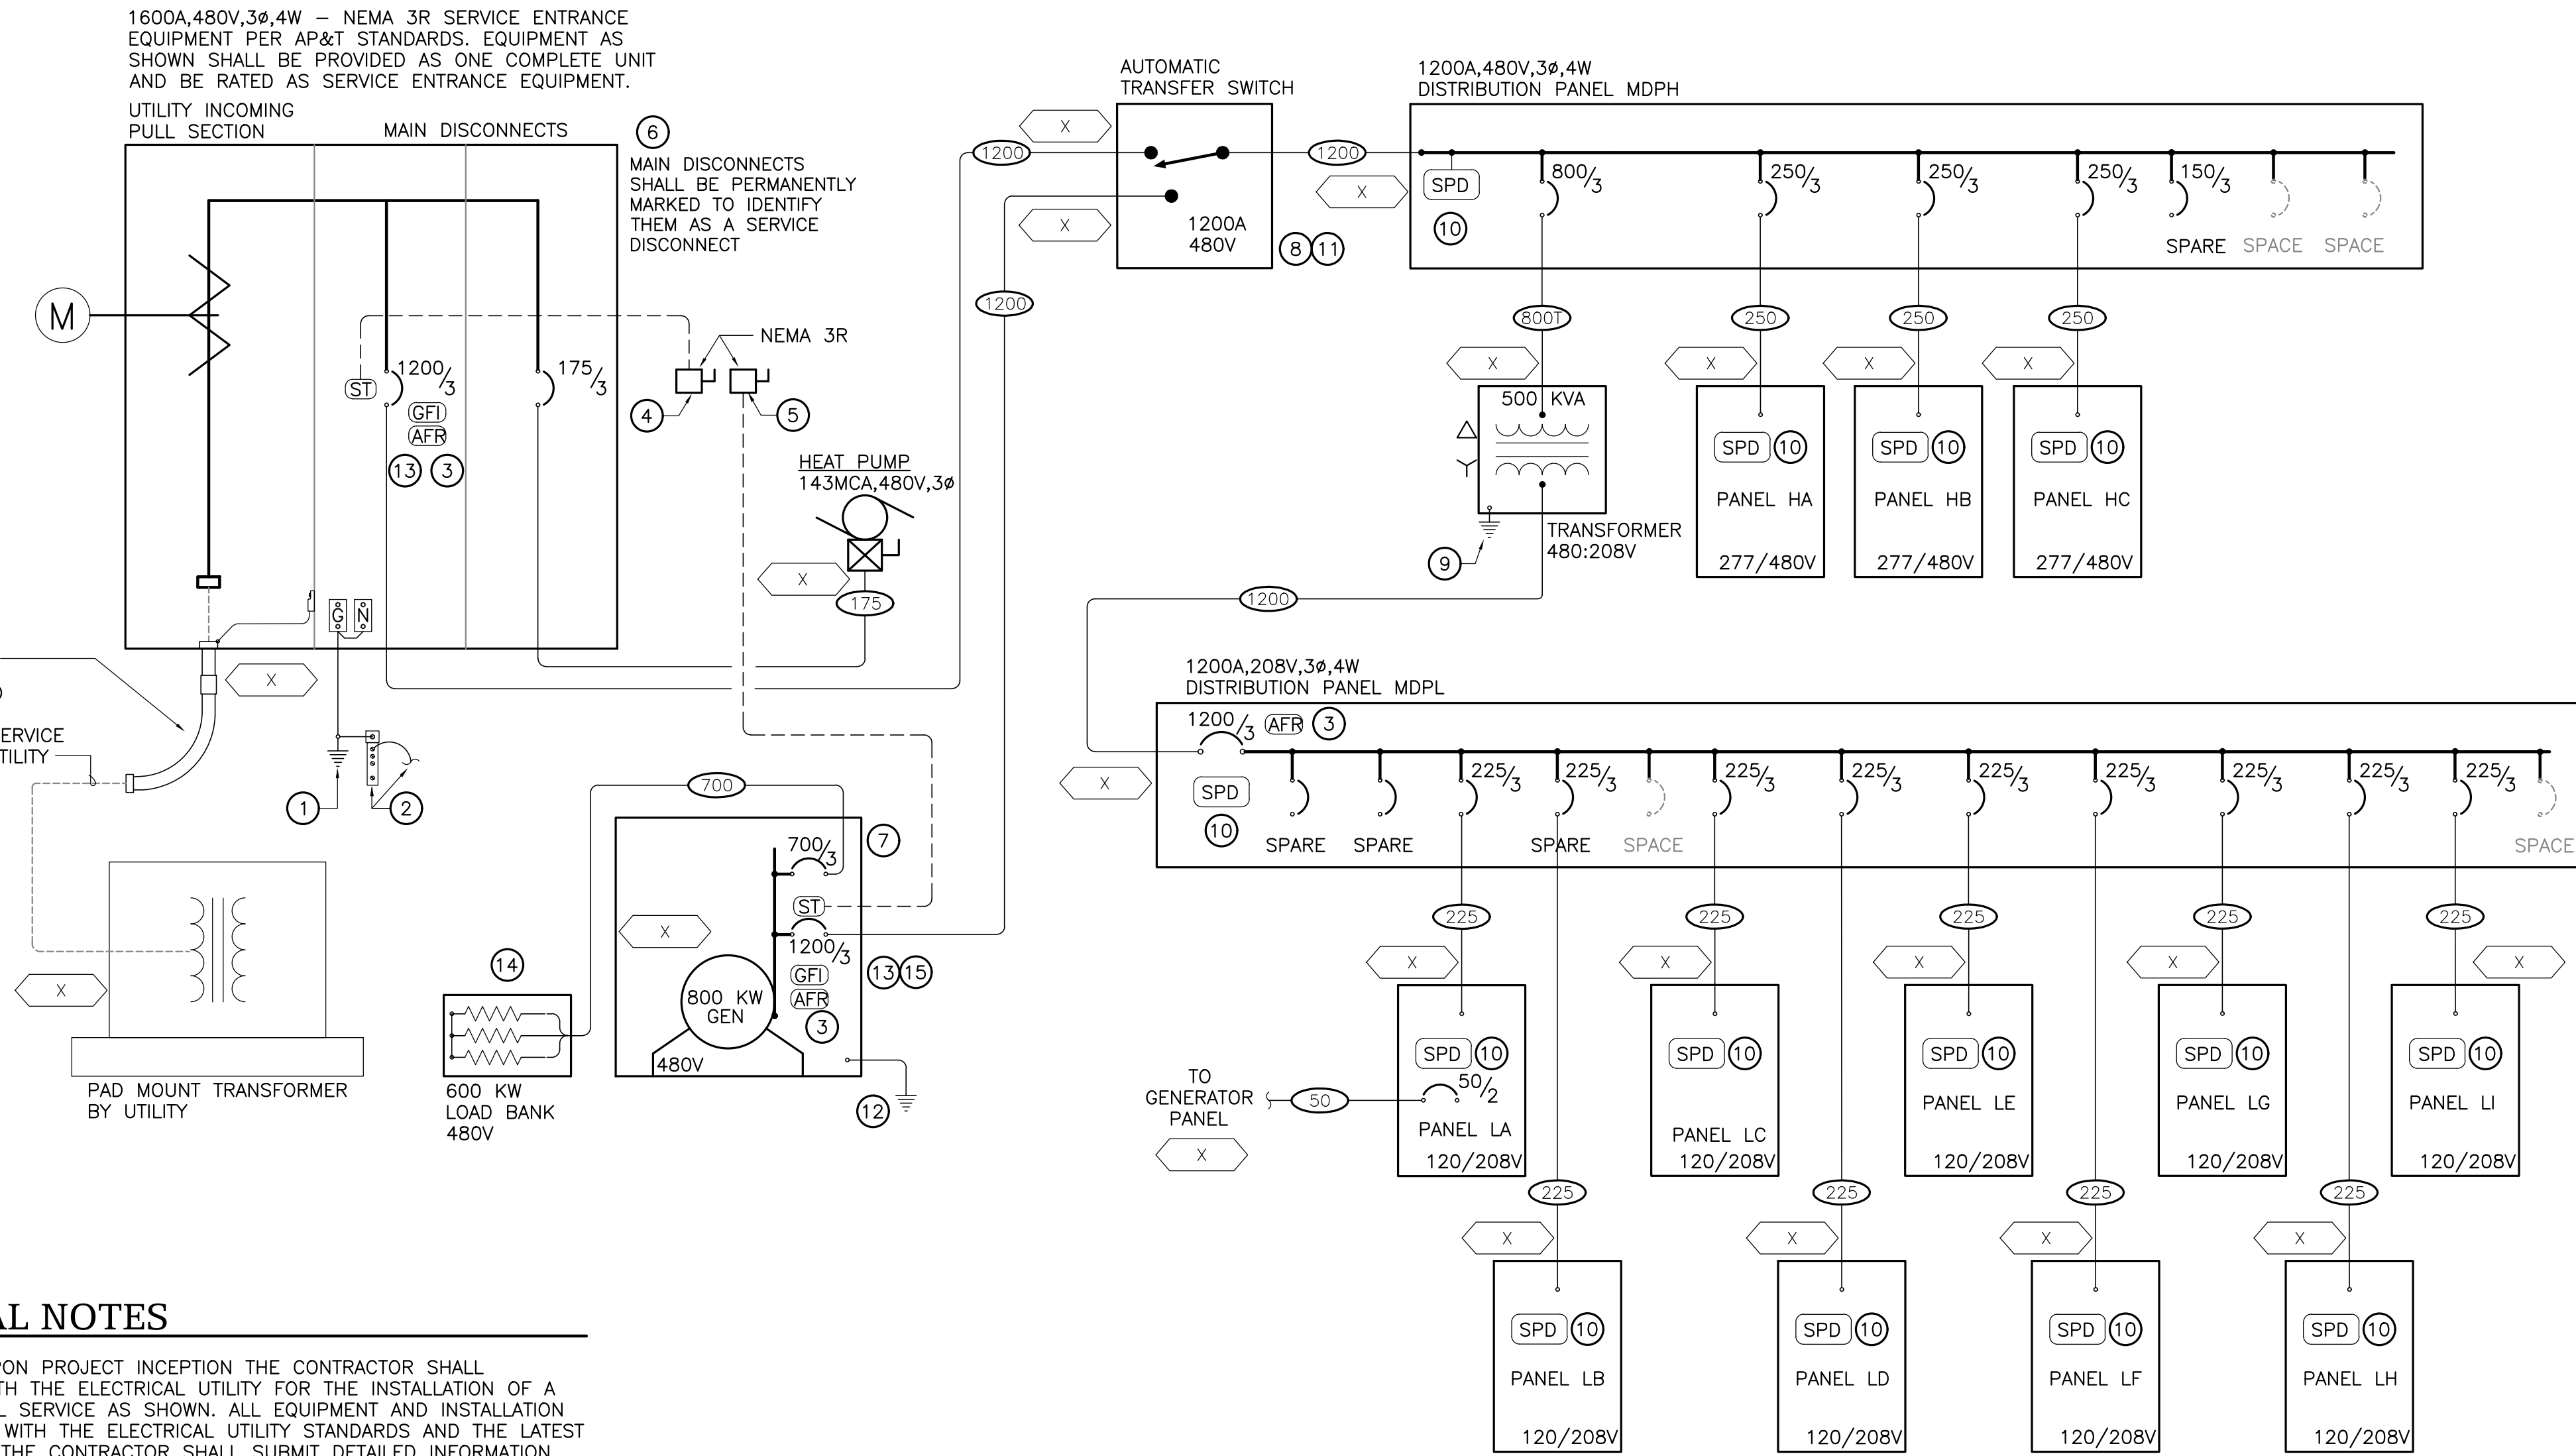 1600A,480V,3ø,4W – NEMA 3R SERVICE ENTRANCE
EQUIPMENT PER AP&T STANDARDS. EQUIPMENT AS
SHOWN SHALL BE PROVIDED AS ONE COMPLETE UNIT
AND BE RATED AS SERVICE ENTRANCE EQUIPMENT.
UTILITY INCOMING
PULL SECTION
MAIN DISCONNECTS
6
MAIN DISCONNECTS
SHALL BE PERMANENTLY
MARKED TO IDENTIFY
THEM AS A SERVICE
DISCONNECT
M
ST
1200/3
GFI
AFR
13
3
175/3
NEMA 3R
4
5
HEAT PUMP
143MCA,480V,3ø
X
175
G
N
X
ERVICE
TILITY
1
2
X
PAD MOUNT TRANSFORMER
BY UTILITY
14
600 KW
LOAD BANK
480V
700
700/3
7
ST
X
1200/3
13
15
GFI
AFR
3
800 KW
GEN
480V
12
AUTOMATIC
TRANSFER SWITCH
X
1200
X
1200
1200A
480V
8
11
1200
X
1200A,480V,3ø,4W
DISTRIBUTION PANEL MDPH
SPD
10
800/3
250/3
250/3
250/3
150/3
SPARE
SPACE
SPACE
800T
250
250
250
X
X
X
X
500 KVA
TRANSFORMER
480:208V
9
SPD
10
PANEL HA
277/480V
SPD
10
PANEL HB
277/480V
SPD
10
PANEL HC
277/480V
1200
1200A,208V,3ø,4W
DISTRIBUTION PANEL MDPL
1200/3
AFR
3
X
SPD
10
225/3
225/3
225/3
225/3
225/3
225/3
225/3
225/3
225/3
SPARE
SPARE
SPARE
SPACE
SPACE
225
225
225
225
225
X
X
X
X
X
SPD
10
50/2
PANEL LA
120/208V
TO
GENERATOR
PANEL
50
X
SPD
10
PANEL LC
120/208V
SPD
10
PANEL LE
120/208V
SPD
10
PANEL LG
120/208V
SPD
10
PANEL LI
120/208V
225
225
225
225
X
X
X
X
SPD
10
PANEL LB
120/208V
SPD
10
PANEL LD
120/208V
SPD
10
PANEL LF
120/208V
SPD
10
PANEL LH
120/208V
AL NOTES
PON PROJECT INCEPTION THE CONTRACTOR SHALL
TH THE ELECTRICAL UTILITY FOR THE INSTALLATION OF A
L SERVICE AS SHOWN. ALL EQUIPMENT AND INSTALLATION
WITH THE ELECTRICAL UTILITY STANDARDS AND THE LATEST
THE CONTRACTOR SHALL SUBMIT DETAILED INFORMATION